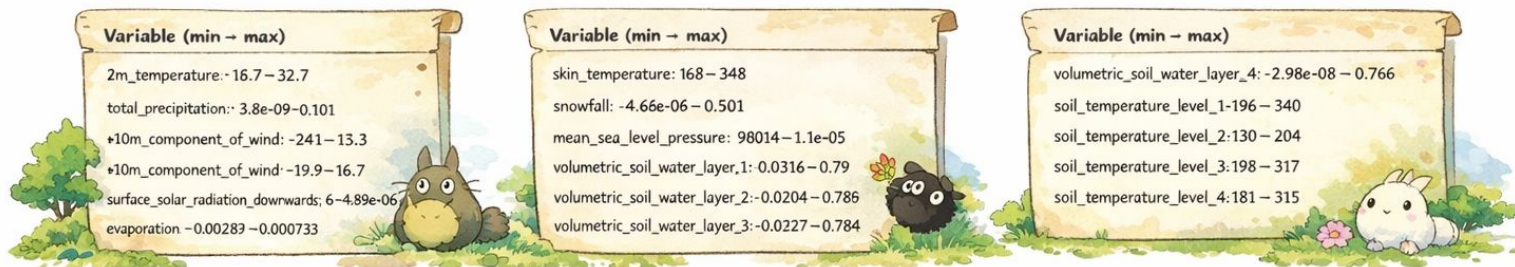 Variable (min → max)
2m_temperature:- 16.7 – 32.7
total_precipitation:· 3.8e-09–0.101
+10m_component_of_wind: -241 – 13.3
+10m_component_of_wind· -19.9 – 16.7
surface_solar_radiation_downwards; 6–4.89e-06
evaporation -0.00289 – 0.000733
Variable (min → max)
skin_temperature: 168 – 348
snowfall: -4.66e-06 – 0.501
mean_sea_level_pressure: 98014 – 1.1e-05
volumetric_soil_water_layer_1: -0.0316 – 0.79
volumetric_soil_water_layer_2: -0.0204 – 0.786
volumetric_soil_water_layer_3: -0.0227 – 0.784
Variable (min → max)
volumetric_soil_water_layer_4: -2.98e-08 – 0.766
soil_temperature_level_1-196 – 340
soil_temperature_level_2:130 – 204
soil_temperature_level_3:198 – 317
soil_temperature_level_4:181 – 315